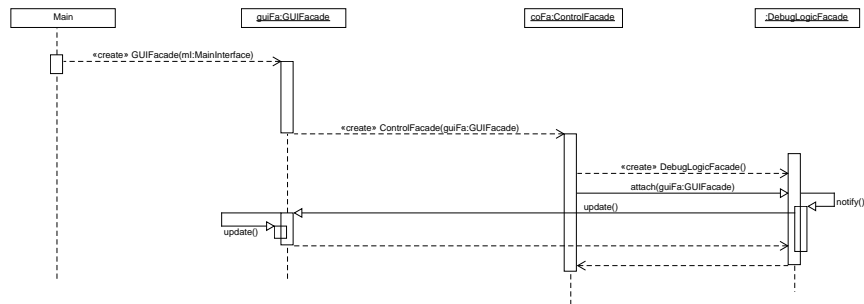 Main
guiFa:GUIFacade
coFa:ControlFacade
:DebugLogicFacade
«create» GUIFacade(mI:MainInterface)
«create» ControlFacade(guiFa:GUIFacade)
«create» DebugLogicFacade()
attach(guiFa:GUIFacade)
notify()
update()
update()